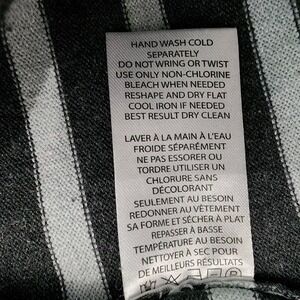 HAND WASH COLD
SEPARATELY
DO NOT WRING OR TWIST
USE ONLY NON-CHLORINE
BLEACH WHEN NEEDED
RESHAPE AND DRY FLAT
COOL IRON IF NEEDED
BEST RESULT DRY CLEAN
LAVER À LA MAIN À L'EAU
FROIDE SÉPARÉMENT
NE PAS ESSORER OU
TORDRE UTILISER UN
CHLORURE SANS
DÉCOLORANT
SEULEMENT AU BESOIN
REDONNER AU VÊTEMENT
SA FORME ET SÉCHER À PLAT
REPASSER À BASSE
TEMPÉRATURE AU BESOIN
NETTOYER À SEC POUR
DE MEILLEURS RÉSULTATS